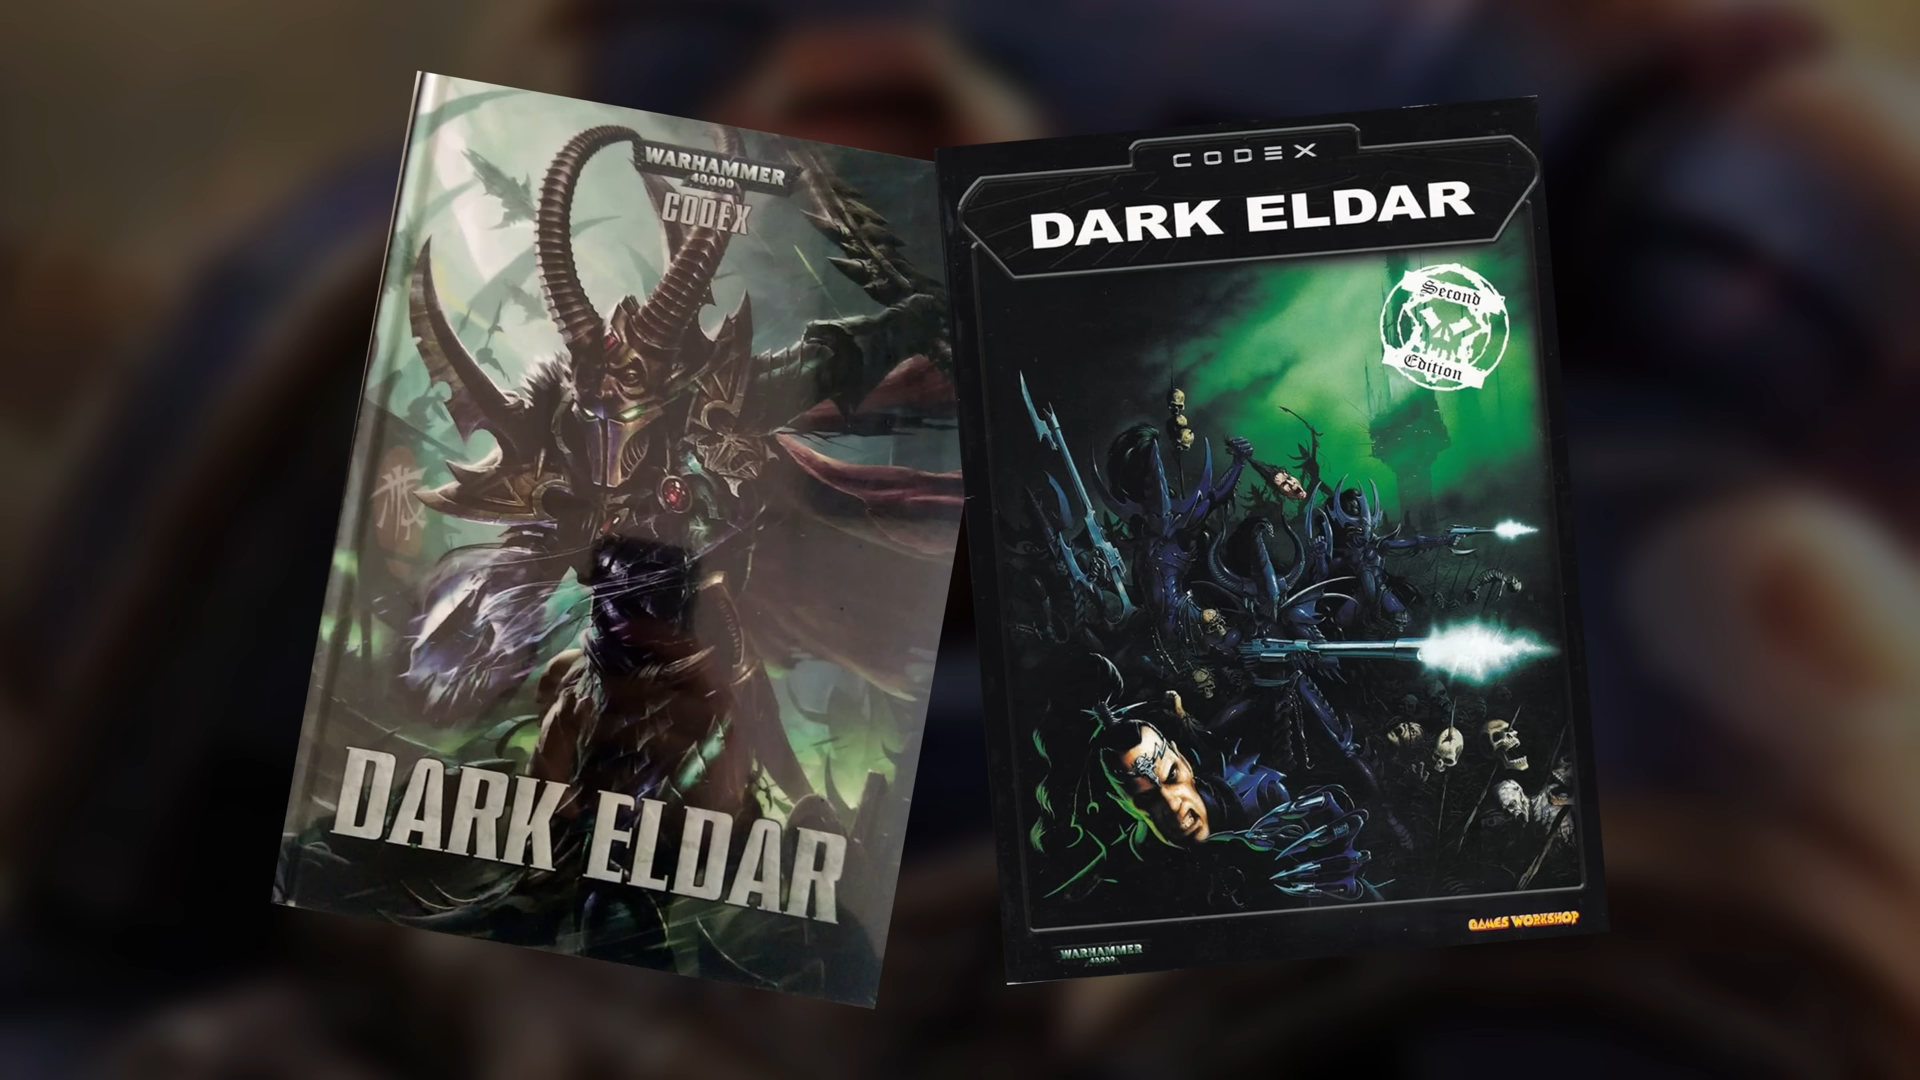 WARHAMMER
40,000
CODEX
DARK ELDAR
CODEX
DARK ELDAR
Second
Edition
GAMES WORKSHOP
WARHAMMER
40,000